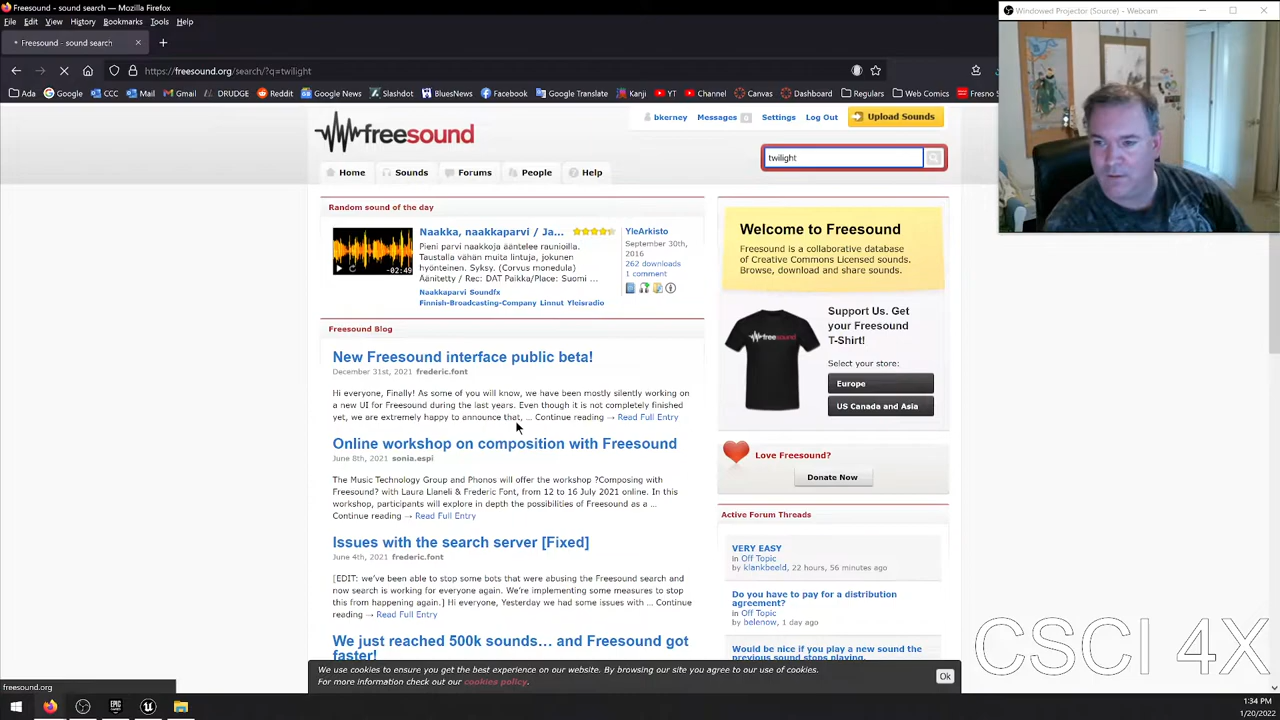 Freesound - sound search — Mozilla Firefox
File Edit View History Bookmarks Tools Help
Freesound - sound search
https://freesound.org/search/?q=twilight
Ada Google CCC Mail Gmail DRUDGE Reddit Google News Slashdot BluesNews Facebook Google Translate Kanji YT Channel Canvas Dashboard Regulars Web Comics Fresno S
Windowed Projector (Source) - Webcam
freesound
bkerney Messages 0 Settings Log Out Upload Sounds
twilight
Home Sounds Forums People Help
Random sound of the day
Naakka, naakkaparvi / Ja...
Pieni parvi naakkoja ääntelee raunioilla.
Taustalla vähän muita lintuja, jokunen
hyönteinen. Syksy. (Corvus monedula)
Äänitetty / Rec: DAT Paikka/Place: Suomi ...
-02:49
Naakkaparvi Soundfx
Finnish-Broadcasting-Company Linnut Yleisradio
YleArkisto
September 30th,
2016
262 downloads
1 comment
Freesound Blog
New Freesound interface public beta!
December 31st, 2021 frederic.font
Hi everyone, Finally! As some of you will know, we have been mostly silently working on
a new UI for Freesound during the last years. Even though it is not completely finished
yet, we are extremely happy to announce that, ... Continue reading → Read Full Entry
Online workshop on composition with Freesound
June 8th, 2021 sonia.espi
The Music Technology Group and Phonos will offer the workshop ?Composing with
Freesound? with Laura Llaneli & Frederic Font, from 12 to 16 July 2021 online. In this
workshop, participants will explore in depth the possibilities of Freesound as a ...
Continue reading → Read Full Entry
Issues with the search server [Fixed]
June 4th, 2021 frederic.font
[EDIT: we've been able to stop some bots that were abusing the Freesound search and
now search is working for everyone again. We're implementing some measures to stop
this from happening again.] Hi everyone, Yesterday we had some issues with ... Continue
reading → Read Full Entry
We just reached 500k sounds... and Freesound got
faster!
Welcome to Freesound
Freesound is a collaborative database
of Creative Commons Licensed sounds.
Browse, download and share sounds.
freesound
Support Us. Get
your Freesound
T-Shirt!
Select your store:
Europe
US Canada and Asia
Love Freesound?
Donate Now
Active Forum Threads
VERY EASY
in Off Topic
by klankbeeld, 22 hours, 56 minutes ago
Do you have to pay for a distribution
agreement?
in Off Topic
by belenow, 1 day ago
Would be nice if you play a new sound the
previous sound stops playing.
We use cookies to ensure you get the best experience on our website. By browsing our site you agree to our use of cookies.
For more information check out our cookies policy.
Ok
CSCI 4X
freesound.org
1:34 PM
1/20/2022